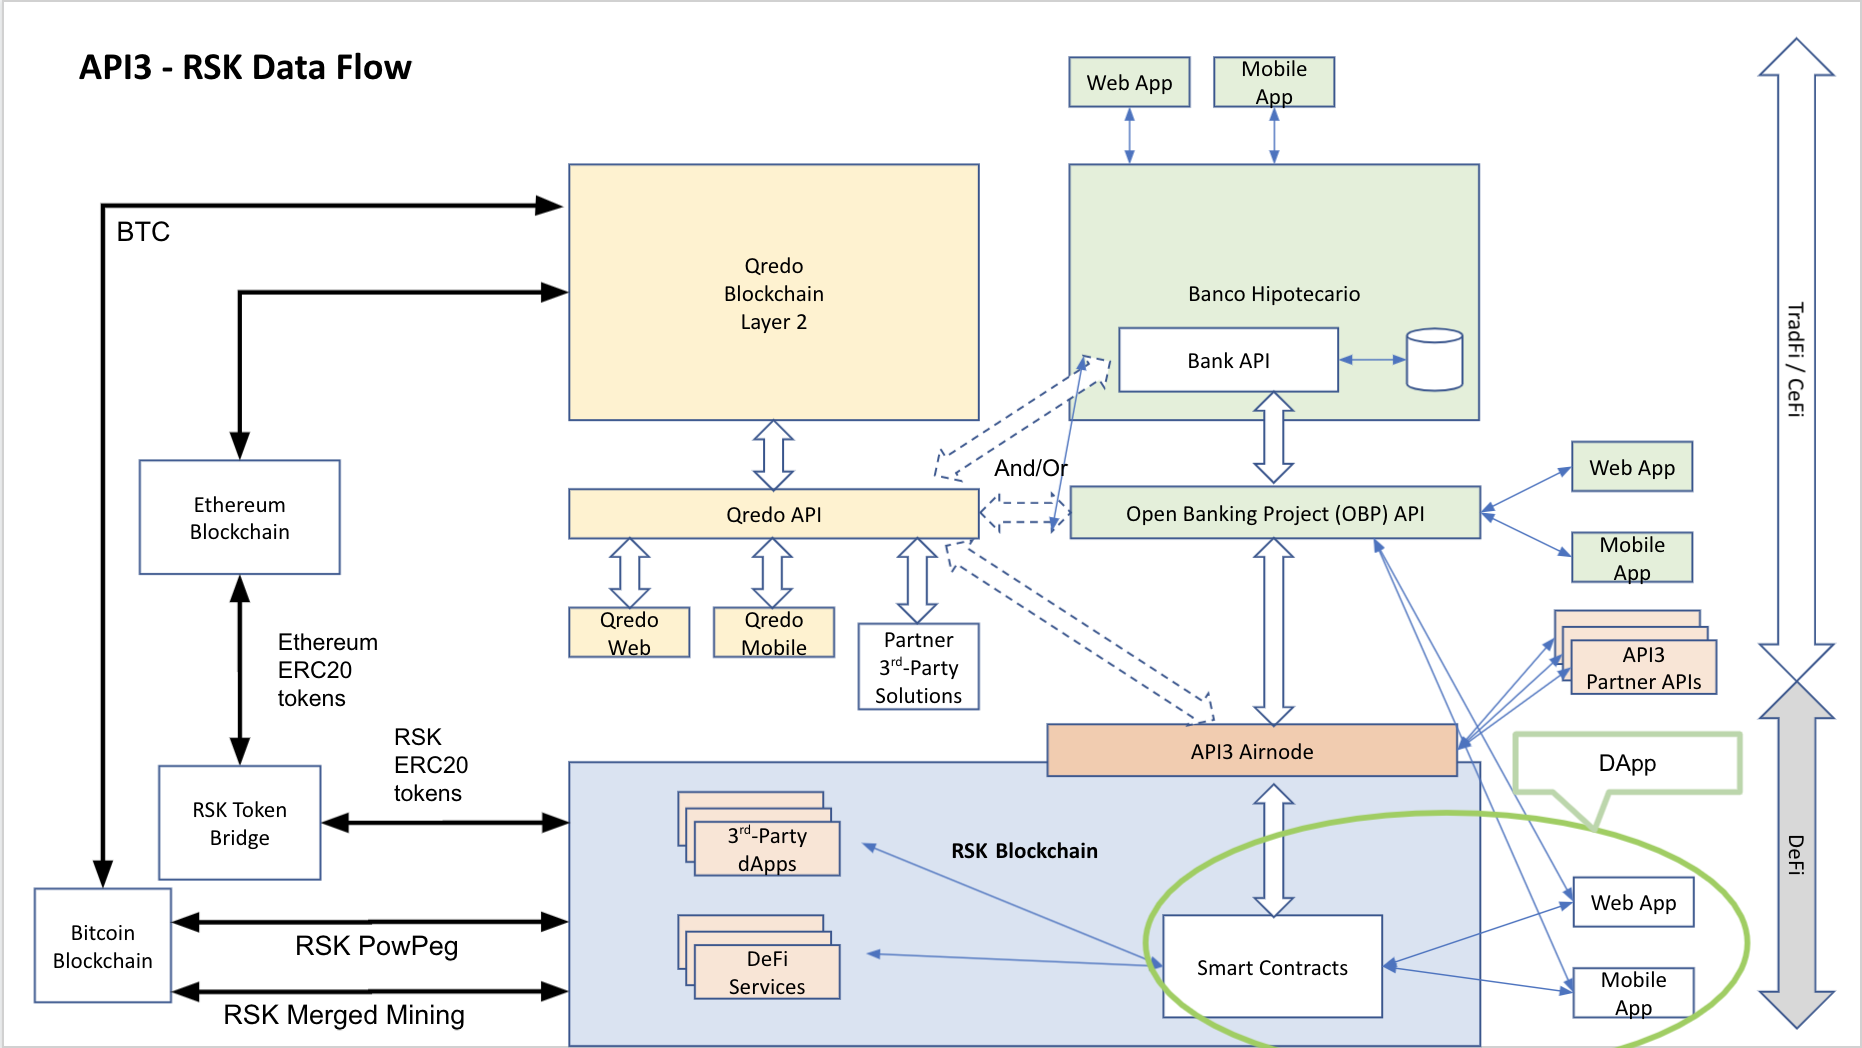 API3 - RSK Data Flow
Web App
Mobile
App
BTC
Qredo
Blockchain
Layer 2
Banco Hipotecario
Bank API
TradFi / CeFi
And/Or
Web App
Ethereum
Blockchain
Qredo API
Open Banking Project (OBP) API
Mobile
App
Qredo
Web
Qredo
Mobile
Partner
3rd-Party
Solutions
Ethereum
ERC20
tokens
API3
Partner APIs
RSK
ERC20
tokens
API3 Airnode
DApp
RSK Token
Bridge
3rd-Party
dApps
RSK Blockchain
DeFi
Web App
Bitcoin
Blockchain
RSK PowPeg
DeFi
Services
Smart Contracts
Mobile
App
RSK Merged Mining